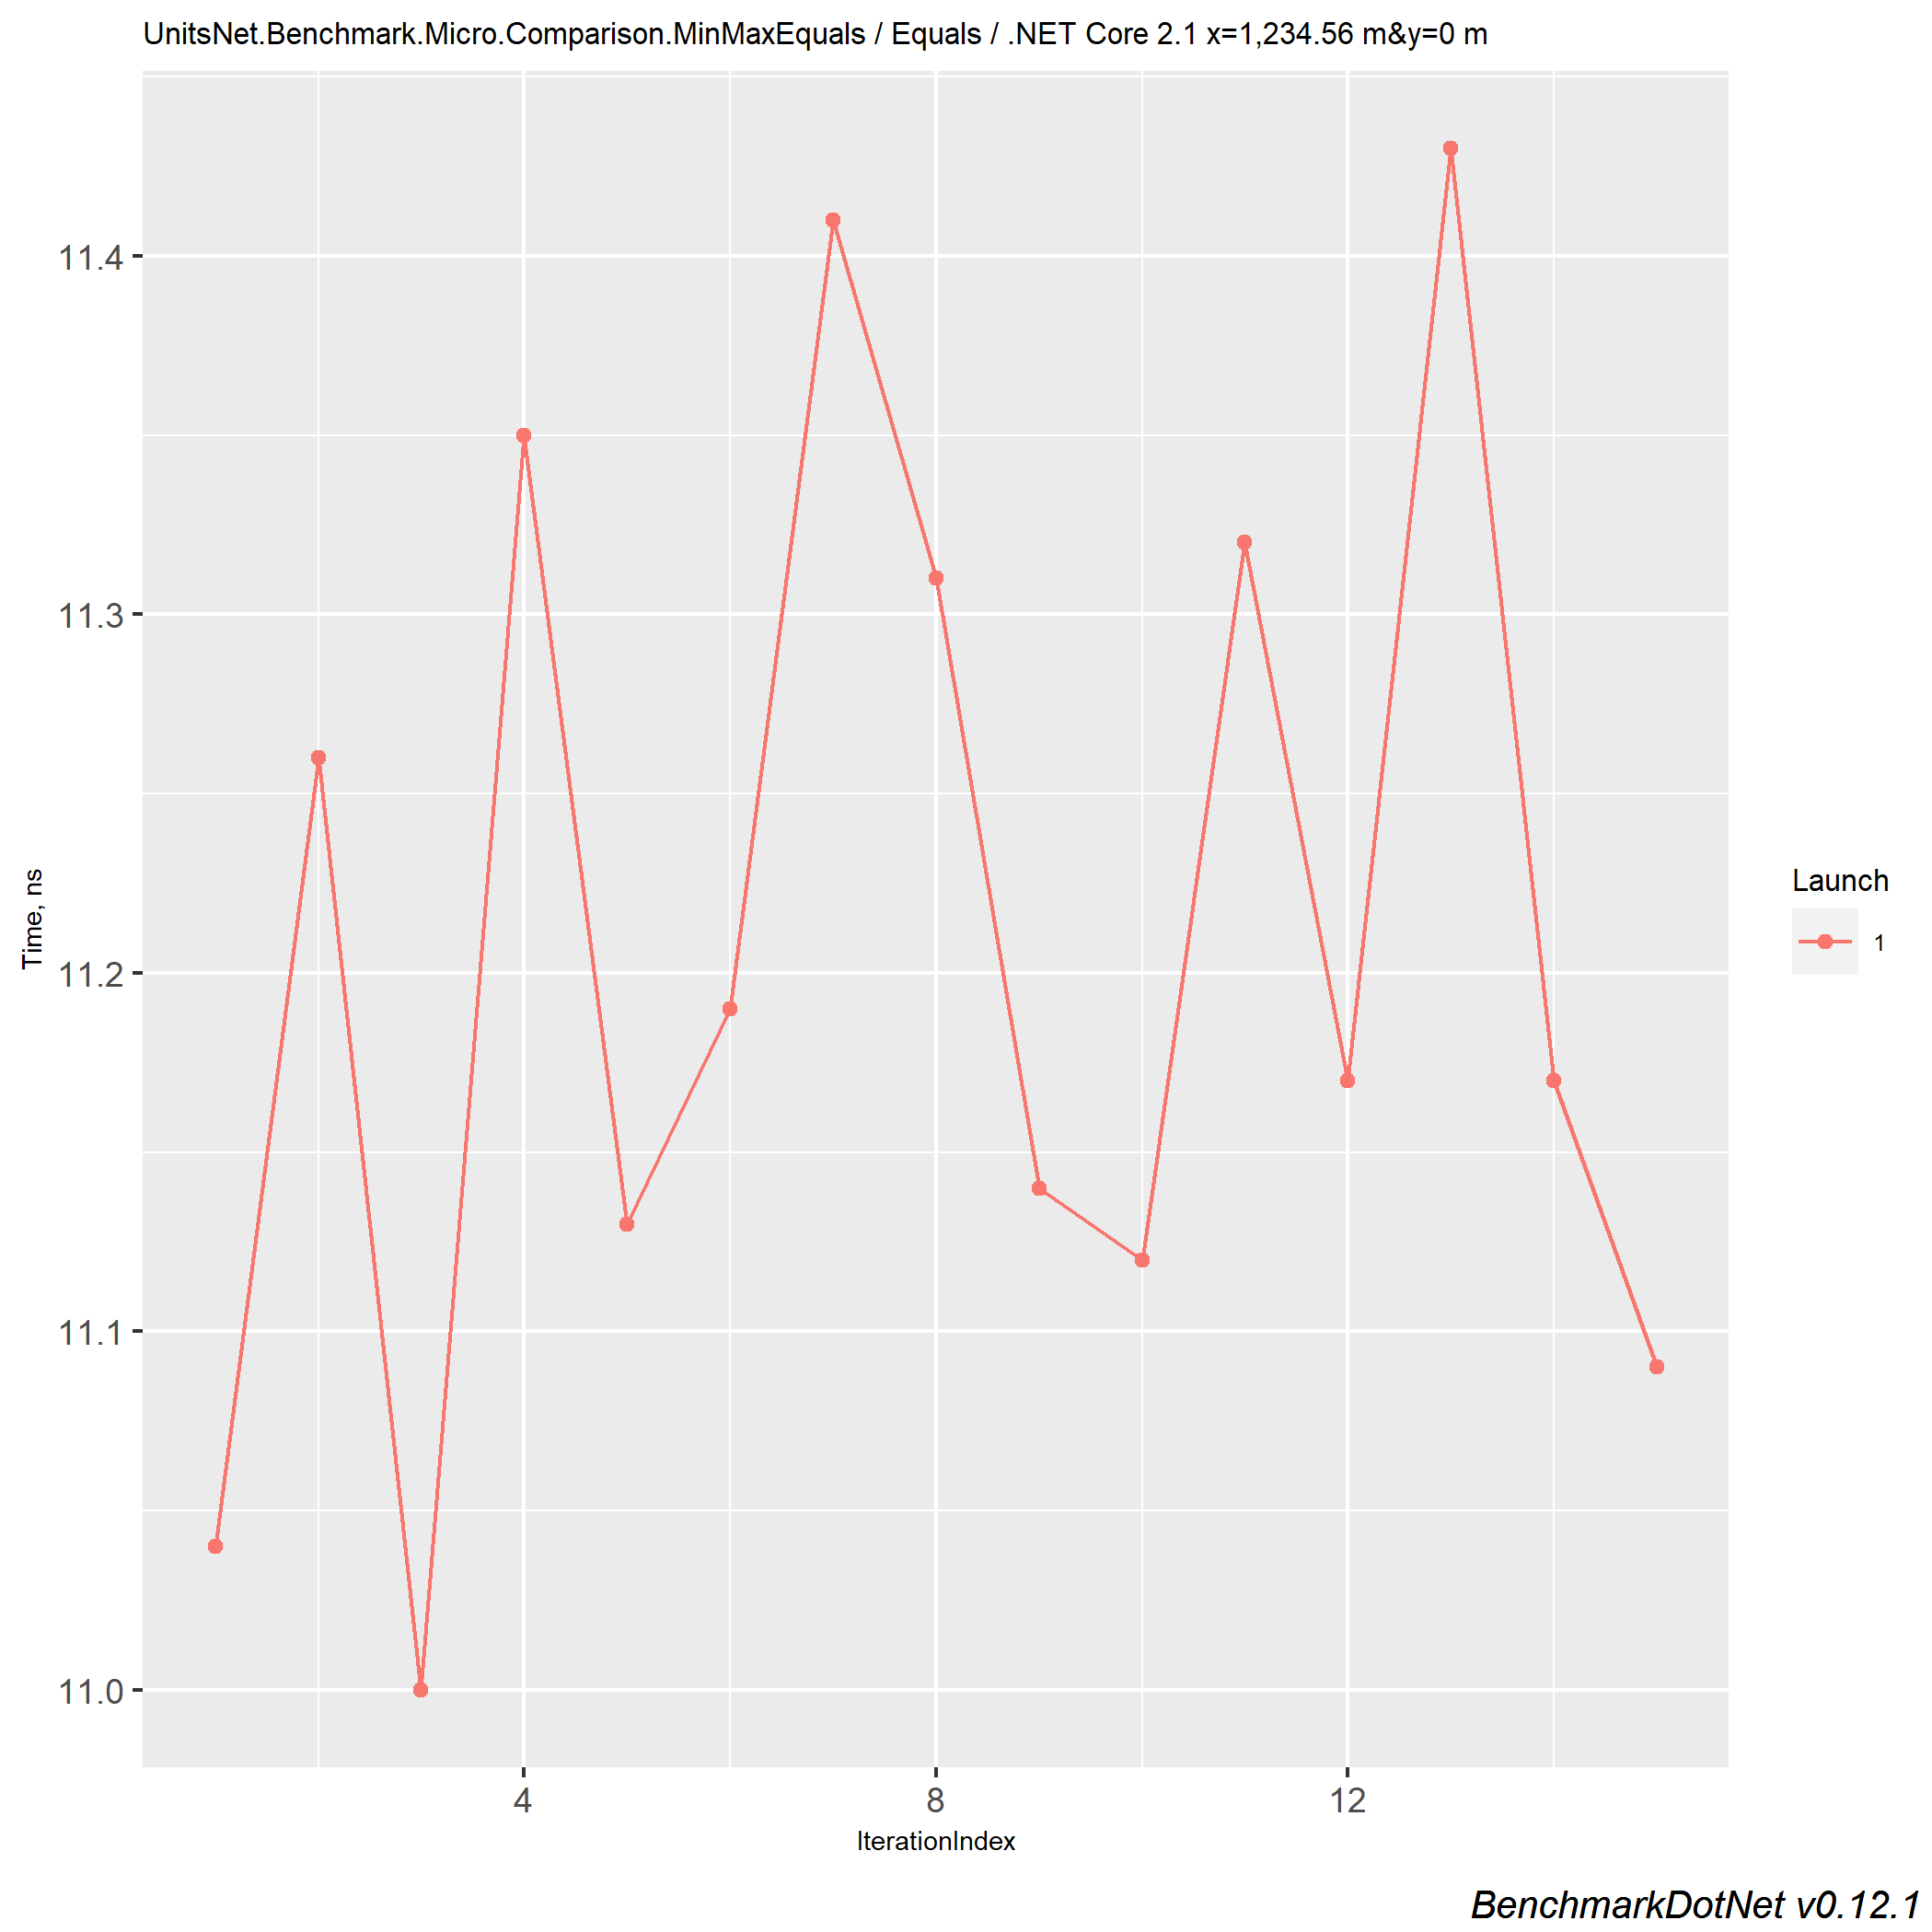 UnitsNet.Benchmark.Micro.Comparison.MinMaxEquals / Equals / .NET Core 2.1 x=1,234.56 m&y=0 m
11.4
11.3
11.2
11.1
11.0
Time, ns
4
8
12
IterationIndex
Launch
1
BenchmarkDotNet v0.12.1